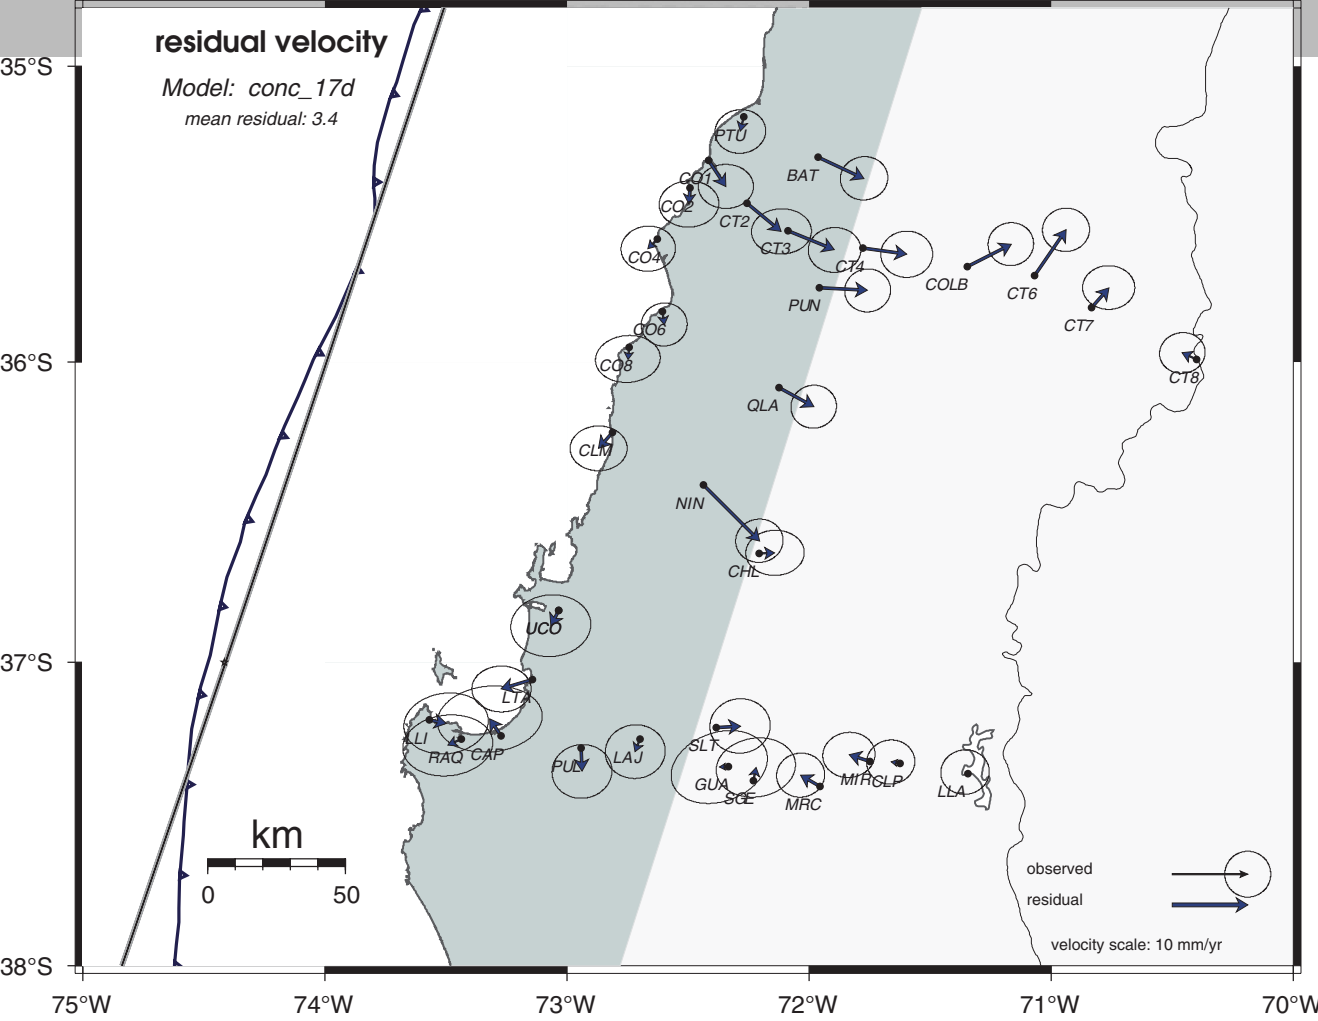 residual velocity
35°S
Model: conc_17d
mean residual: 3.4
PTU
BAT
CO1
CO2
CT2
CT3
CO4
CT4
COLB
CT6
PUN
CT7
CO6
36°S
CO8
CT8
QLA
CLM
NIN
CHL
UCO
37°S
LTA
LLI
RAQ
CAP
SLT
PUL
LAJ
GUA
MIR
CLP
LLA
MRC
km
0
50
observed
residual
velocity scale: 10 mm/yr
38°S
75°W
74°W
73°W
72°W
71°W
70°W